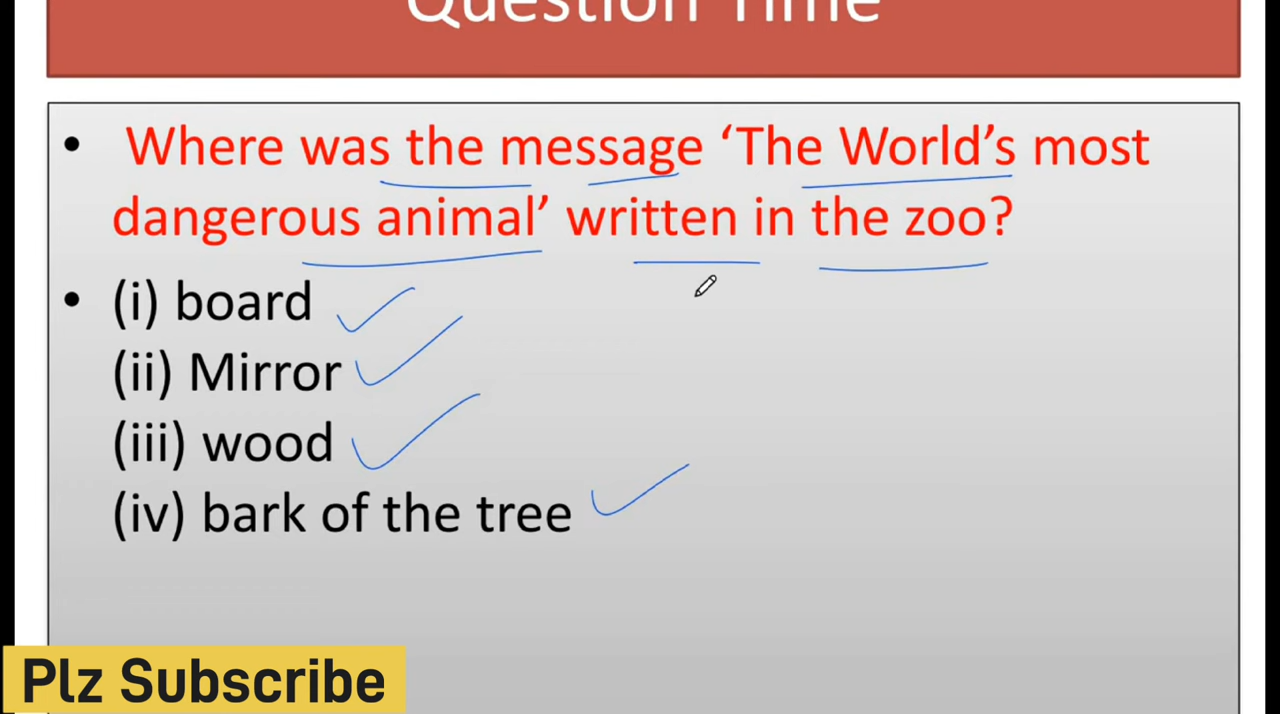 Question Time
• Where was the message ‘The World’s most
dangerous animal’ written in the zoo?
• (i) board
(ii) Mirror
(iii) wood
(iv) bark of the tree
Plz Subscribe